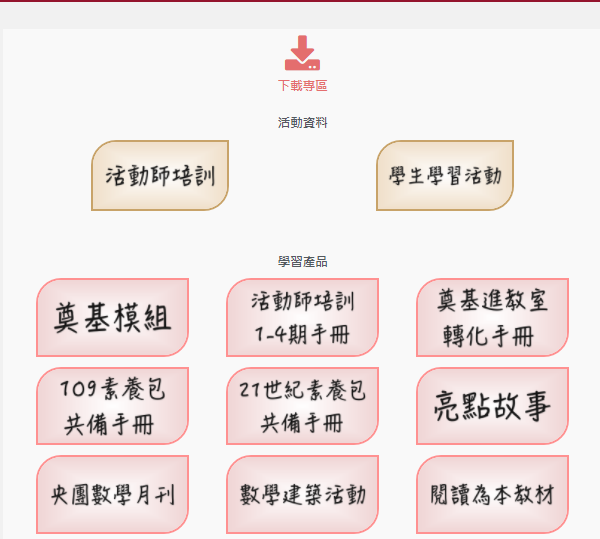 下載專區
活動資料
活動師培訓
學生學習活動
學習產品
奠基模組
活動師培訓
1-4期手冊
奠基進教室
轉化手冊
109素養包
共備手冊
21世紀素養包
共備手冊
亮點故事
央團數學月刊
數學建築活動
閱讀為本教材